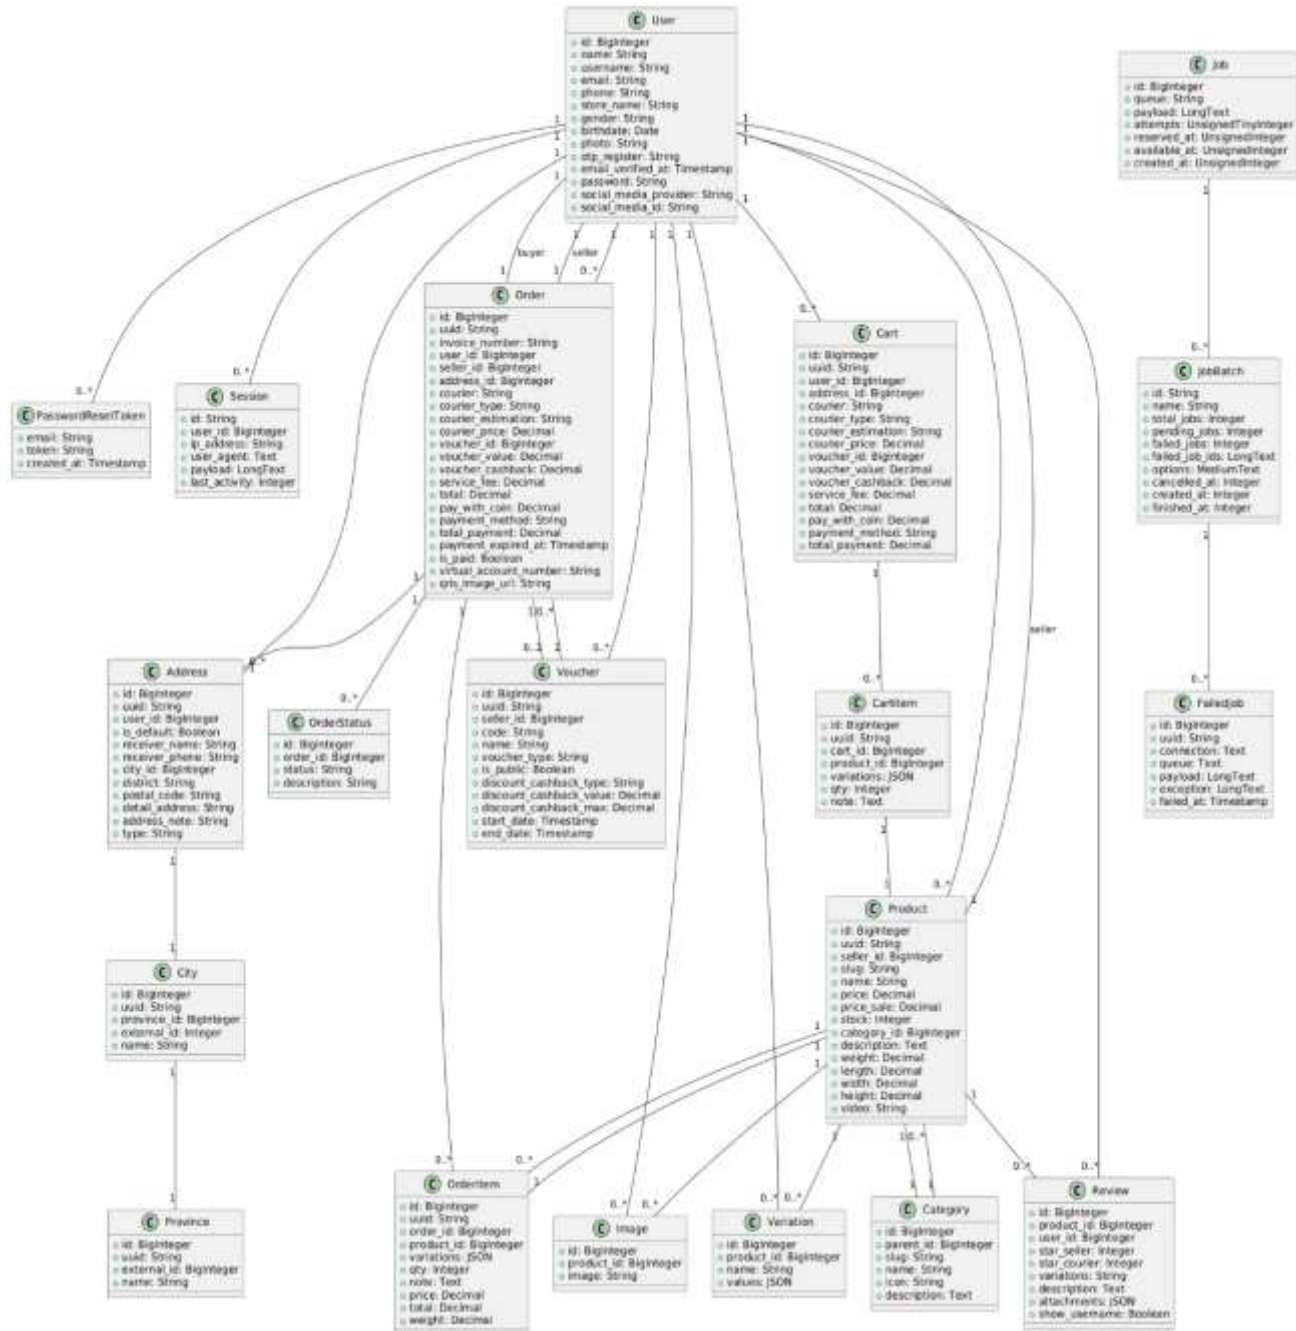 C User
id: BigInteger
name: String
username: String
email: String
phone: String
store_name: String
gender: String
birthdate: Date
photo: String
otp_register: String
email_verified_at: Timestamp
password: String
social_media_provider: String
social_media_id: String
C Job
id: BigInteger
queue: String
payload: LongText
attempts: UnsignedTinyInteger
reserved_at: UnsignedInteger
available_at: UnsignedInteger
created_at: UnsignedInteger
buyer
seller
C Order
id: BigInteger
uuid: String
invoice_number: String
user_id: BigInteger
seller_id: BigInteger
address_id: BigInteger
courier: String
courier_type: String
courier_estimation: String
courier_price: Decimal
voucher_id: BigInteger
voucher_value: Decimal
voucher_cashback: Decimal
service_fee: Decimal
total: Decimal
pay_with_coin: Decimal
payment_method: String
total_payment: Decimal
payment_expired_at: Timestamp
is_paid: Boolean
virtual_account_number: String
qris_image_url: String
C Cart
id: BigInteger
uuid: String
user_id: BigInteger
address_id: BigInteger
courier: String
courier_type: String
courier_estimation: String
courier_price: Decimal
voucher_id: BigInteger
voucher_value: Decimal
voucher_cashback: Decimal
service_fee: Decimal
total: Decimal
pay_with_coin: Decimal
payment_method: String
total_payment: Decimal
C JobBatch
id: String
name: String
total_jobs: Integer
pending_jobs: Integer
failed_jobs: Integer
failed_job_ids: LongText
options: MediumText
cancelled_at: Integer
created_at: Integer
finished_at: Integer
C PasswordResetToken
email: String
token: String
created_at: Timestamp
C Session
id: String
user_id: BigInteger
ip_address: String
user_agent: Text
payload: LongText
last_activity: Integer
seller
C Address
id: BigInteger
uuid: String
user_id: BigInteger
is_default: Boolean
receiver_name: String
receiver_phone: String
city_id: BigInteger
district: String
postal_code: String
detail_address: String
address_note: String
type: String
C OrderStatus
id: BigInteger
order_id: BigInteger
status: String
description: String
C Voucher
id: BigInteger
uuid: String
seller_id: BigInteger
code: String
name: String
voucher_type: String
is_public: Boolean
discount_cashback_type: String
discount_cashback_value: Decimal
discount_cashback_max: Decimal
start_date: Timestamp
end_date: Timestamp
C CartItem
id: BigInteger
uuid: String
cart_id: BigInteger
product_id: BigInteger
variations: JSON
qty: Integer
note: Text
C FailedJob
id: BigInteger
uuid: String
connection: Text
queue: Text
payload: LongText
exception: LongText
failed_at: Timestamp
C Product
id: BigInteger
uuid: String
seller_id: BigInteger
slug: String
name: String
price: Decimal
price_sale: Decimal
stock: Integer
category_id: BigInteger
description: Text
weight: Decimal
length: Decimal
width: Decimal
height: Decimal
video: String
C City
id: BigInteger
uuid: String
province_id: BigInteger
external_id: Integer
name: String
C Province
id: BigInteger
uuid: String
external_id: BigInteger
name: String
C OrderItem
id: BigInteger
uuid: String
order_id: BigInteger
product_id: BigInteger
variations: JSON
qty: Integer
note: Text
price: Decimal
total: Decimal
weight: Decimal
C Image
id: BigInteger
product_id: BigInteger
image: String
C Variation
id: BigInteger
product_id: BigInteger
name: String
values: JSON
C Category
id: BigInteger
parent_id: BigInteger
slug: String
name: String
icon: String
description: Text
C Review
id: BigInteger
product_id: BigInteger
user_id: BigInteger
star_seller: Integer
star_courier: Integer
variations: String
description: Text
attachments: JSON
show_username: Boolean